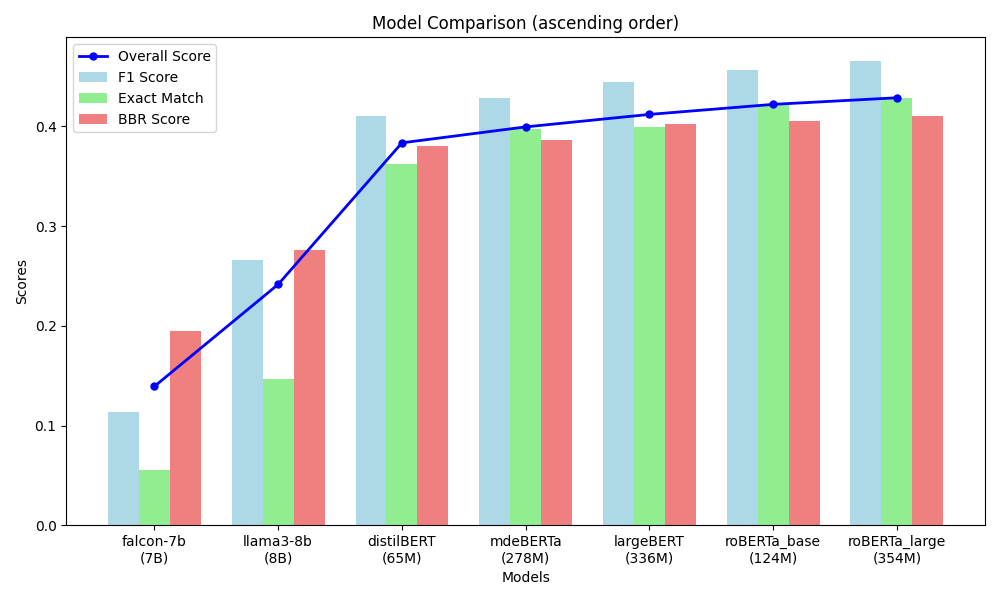 Model Comparison (ascending order)
Overall Score
F1 Score
Exact Match
BBR Score
Scores
0.4
0.3
0.2
0.1
0.0
falcon-7b
(7B)
llama3-8b
(8B)
distilBERT
(65M)
mdeBERTa
(278M)
largeBERT
(336M)
roBERTa_base
(124M)
roBERTa_large
(354M)
Models